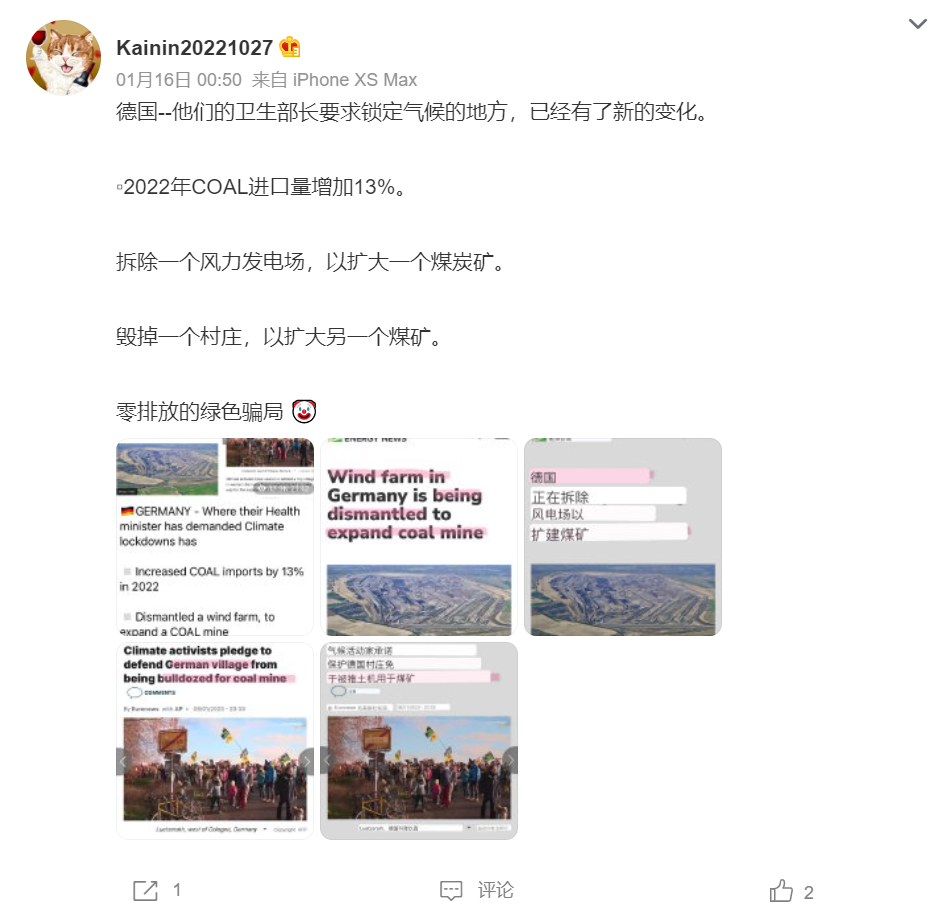 Kainin20221027
01月16日 00:50 来自 iPhone XS Max
德国--他们的卫生部长要求锁定气候的地方，已经有了新的变化。
▫2022年COAL进口量增加13%。
拆除一个风力发电场，以扩大一个煤炭矿。
毁掉一个村庄，以扩大另一个煤矿。
零排放的绿色骗局 🤡
🇩🇪GERMANY - Where their Health
minister has demanded Climate
lockdowns has
Increased COAL imports by 13%
in 2022
Dismantled a wind farm, to
expand a COAL mine
ENERGY NEWS
Wind farm in
Germany is being
dismantled to
expand coal mine
德国
正在拆除
风电场以
扩建煤矿
Climate activists pledge to
defend German village from
being bulldozed for coal mine
COMMENTS
By Euronews with AP
Luetzerath, west of Cologne, Germany
气候活动家承诺
保护德国村庄免
于被推土机用于煤矿
1
评论
2